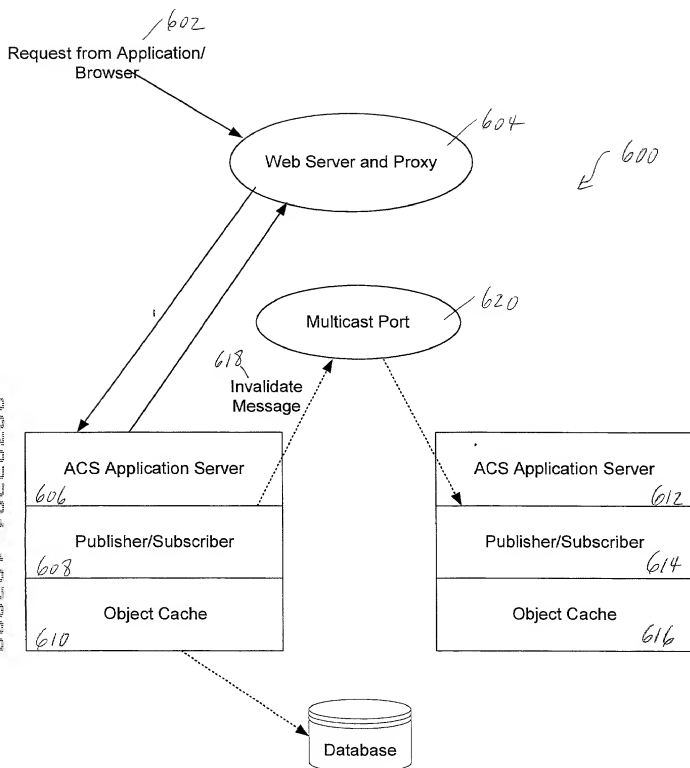 602
Request from Application/
Browser
604
Web Server and Proxy
600
620
Multicast Port
618
Invalidate
Message
ACS Application Server
606
Publisher/Subscriber
608
Object Cache
610
ACS Application Server
612
Publisher/Subscriber
614
Object Cache
616
Database